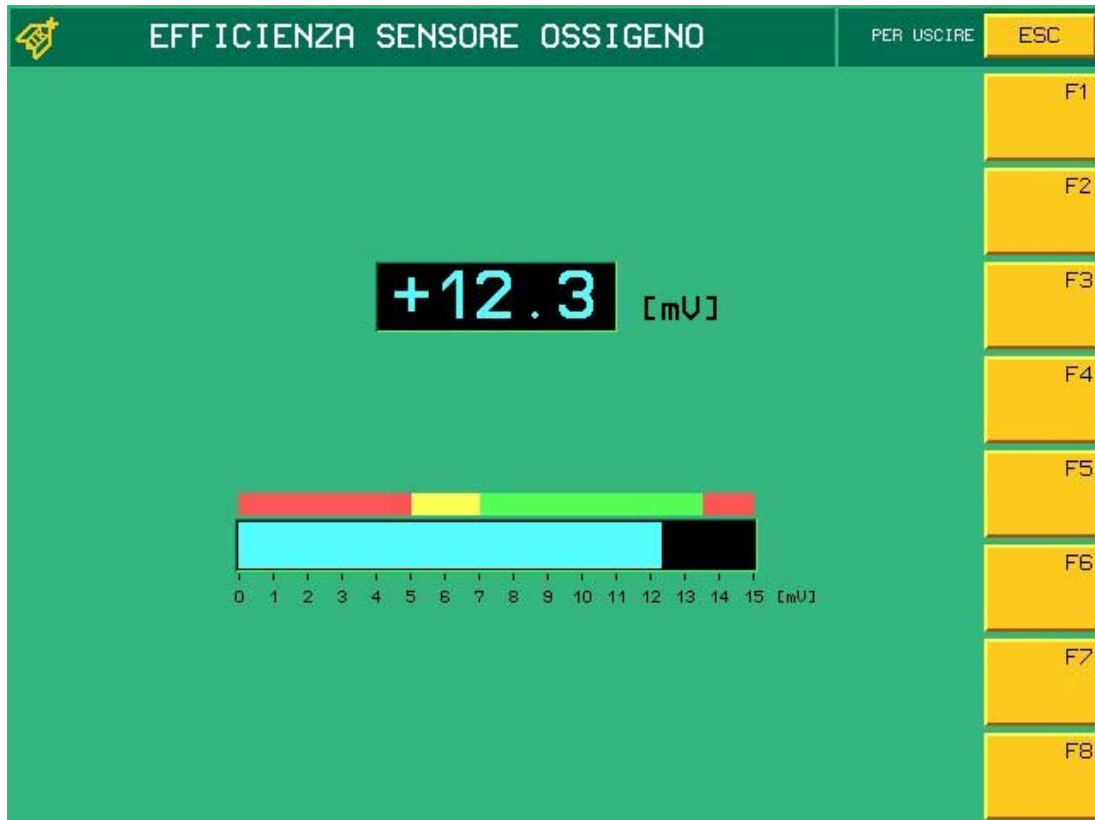 EFFICIENZA SENSORE OSSIGENO
PER USCIRE ESC
F1
F2
F3
+12.3 [mV]
F4
F5
0 1 2 3 4 5 6 7 8 9 10 11 12 13 14 15 [mV]
F6
F7
F8